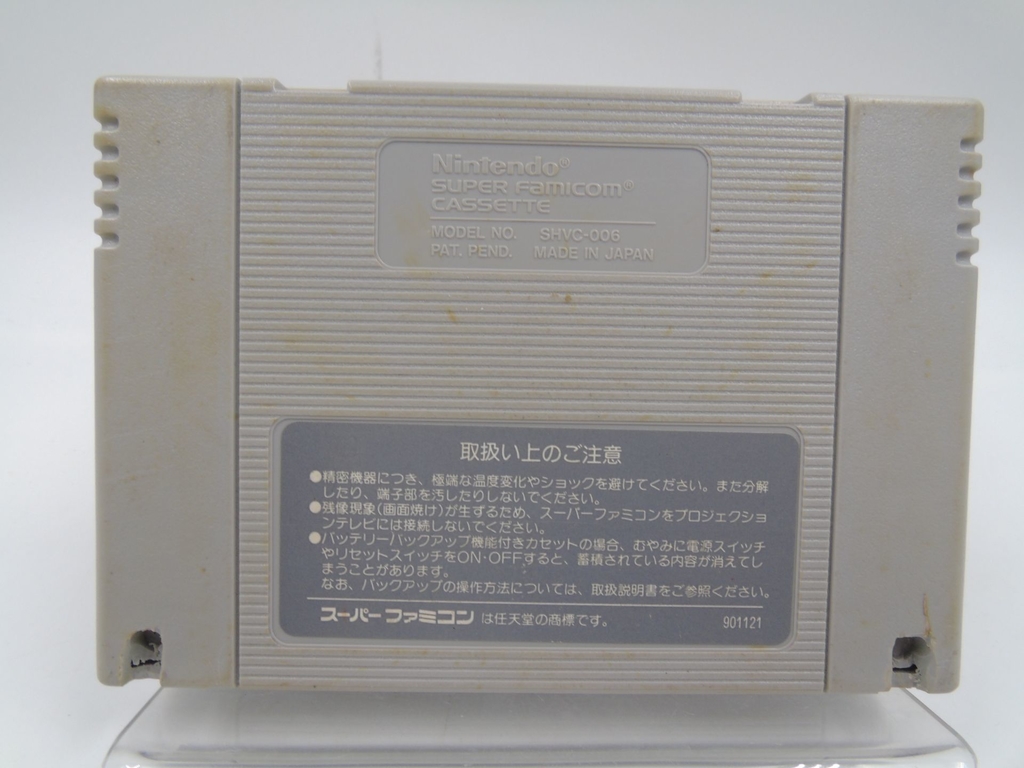 Nintendo®
SUPER FAMICOM®
CASSETTE
MODEL NO. SHVC-006
PAT. PEND. MADE IN JAPAN
取扱い上のご注意
●精密機器につき、極端な温度変化やショックを避けてください。また分解
したり、端子部を汚したりしないでください。
●残像現象(画面焼け)が生ずるため、スーパーファミコンをプロジェクショ
ンテレビには接続しないでください。
●バッテリーバックアップ機能付きカセットの場合、むやみに電源スイッチ
やリセットスイッチをON・OFFすると、蓄積されている内容が消えてし
まうことがあります。
なお、バックアップの操作方法については、取扱説明書をご参照ください。
スーパーファミコン は任天堂の商標です。 901121